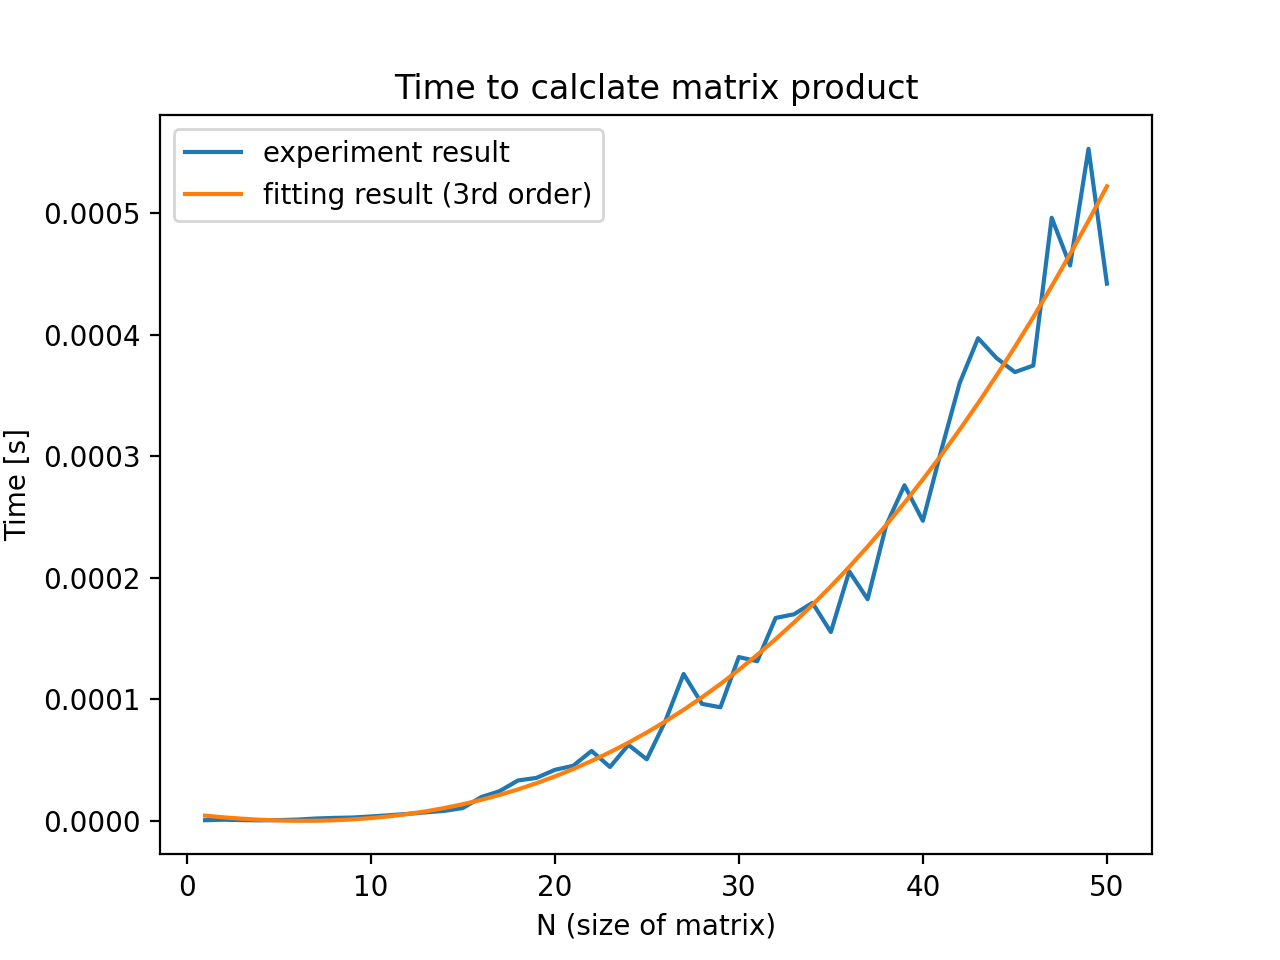 Time to calclate matrix product
experiment result
fitting result (3rd order)
0.0005
0.0004
0.0003
0.0002
0.0001
0.0000
Time [s]
0 10 20 30 40 50
N (size of matrix)